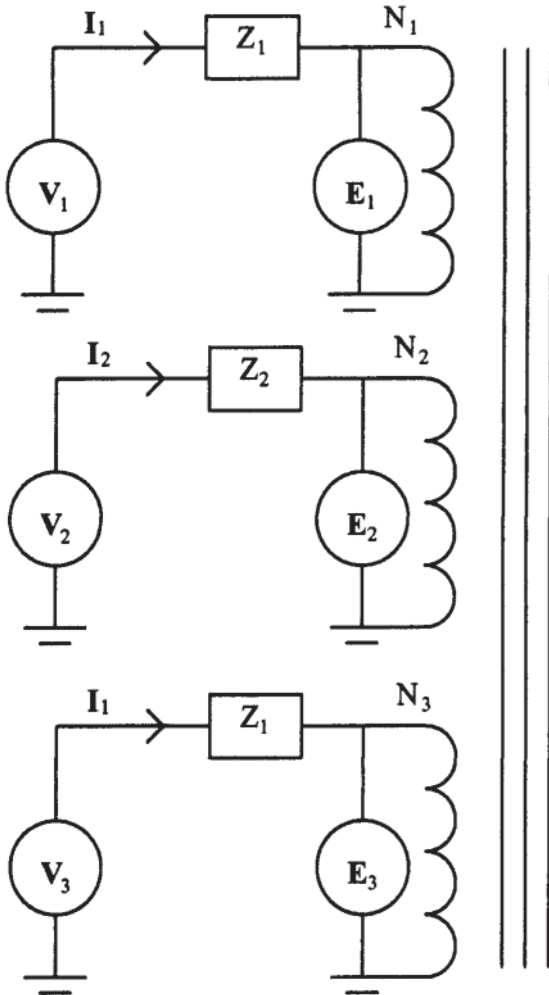 I₁ Z₁ N₁
V₁ E₁
I₂ Z₂ N₂
V₂ E₂
I₁ Z₁ N₃
V₃ E₃